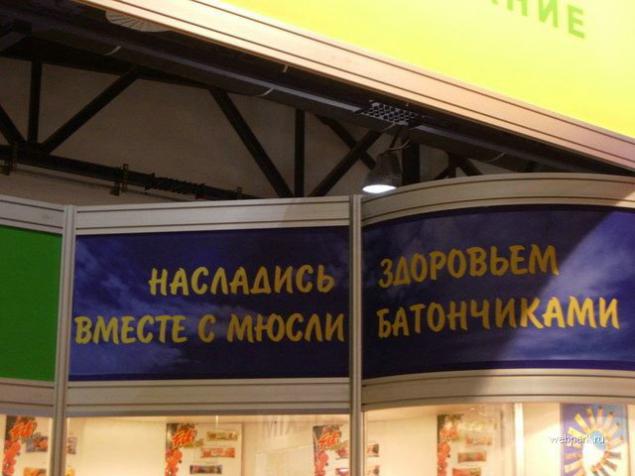 НАСЛАДИСЬ ЗДОРОВЬЕМ
ВМЕСТЕ С МЮСЛИ БАТОНЧИКАМИ
webpark.ru